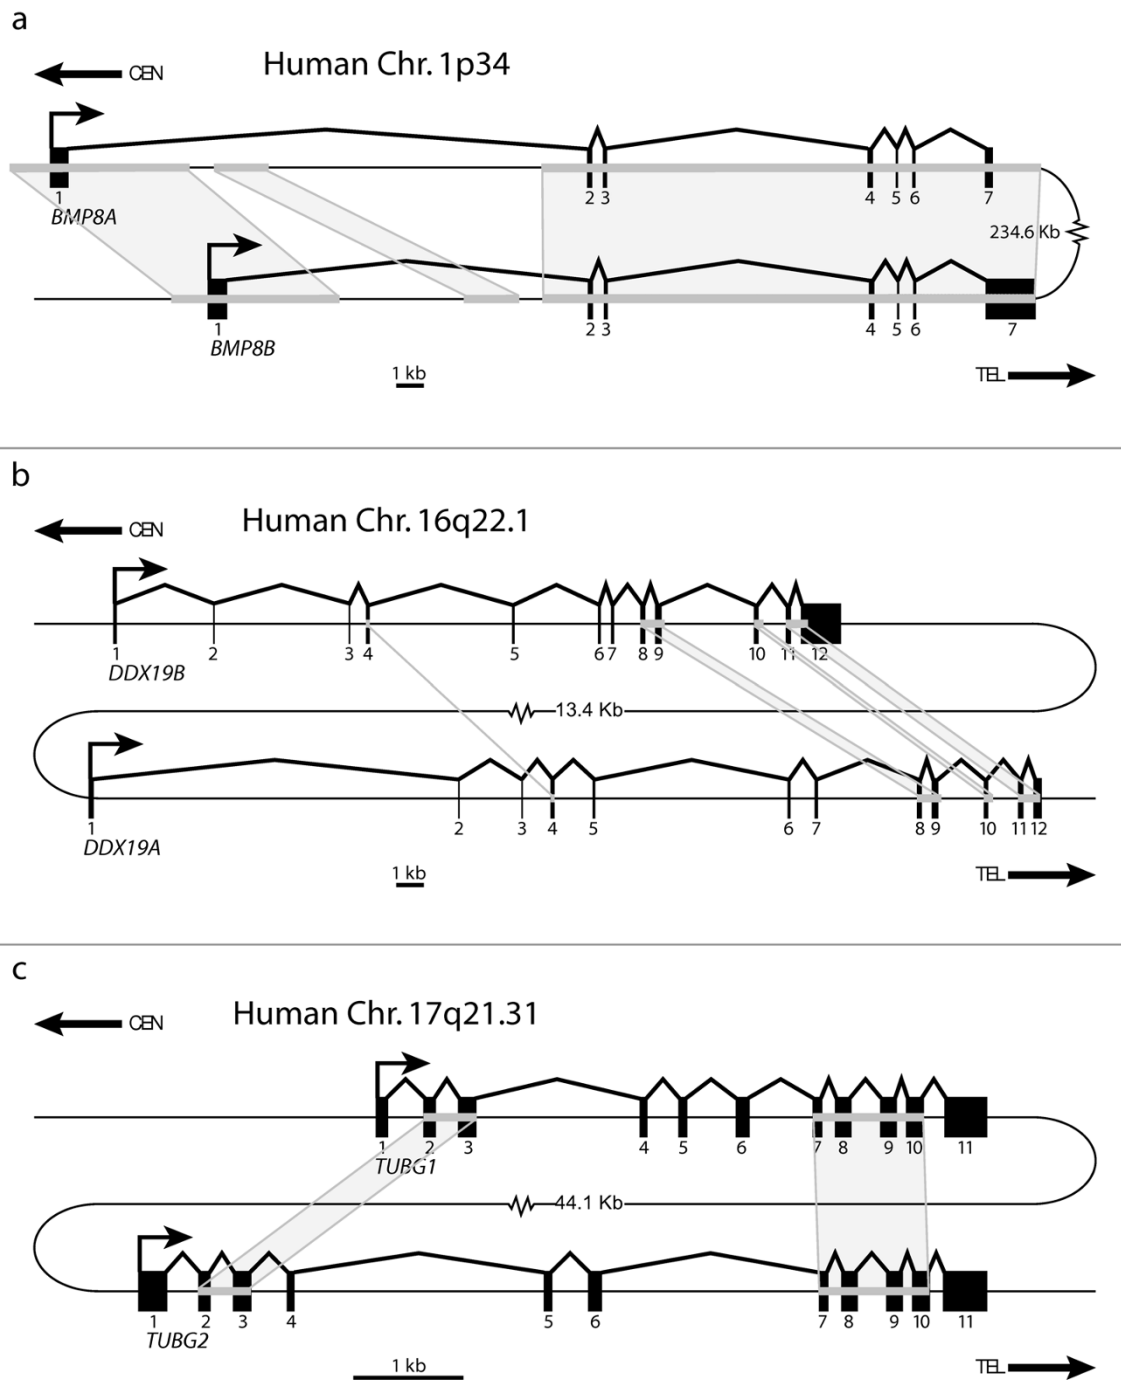 a
Human Chr. 1p34
CEN
1 2 3 4 5 6 7
BMP8A
234.6 Kb
1 2 3 4 5 6 7
BMP8B
1 kb
TEL
b
Human Chr. 16q22.1
CEN
1 2 3 4 5 6 7 8 9 10 11 12
DDX19B
13.4 Kb
1 2 3 4 5 6 7 8 9 10 11 12
DDX19A
1 kb
TEL
c
Human Chr. 17q21.31
CEN
1 2 3 4 5 6 7 8 9 10 11
TUBG1
44.1 Kb
1 2 3 4 5 6 7 8 9 10 11
TUBG2
1 kb
TEL